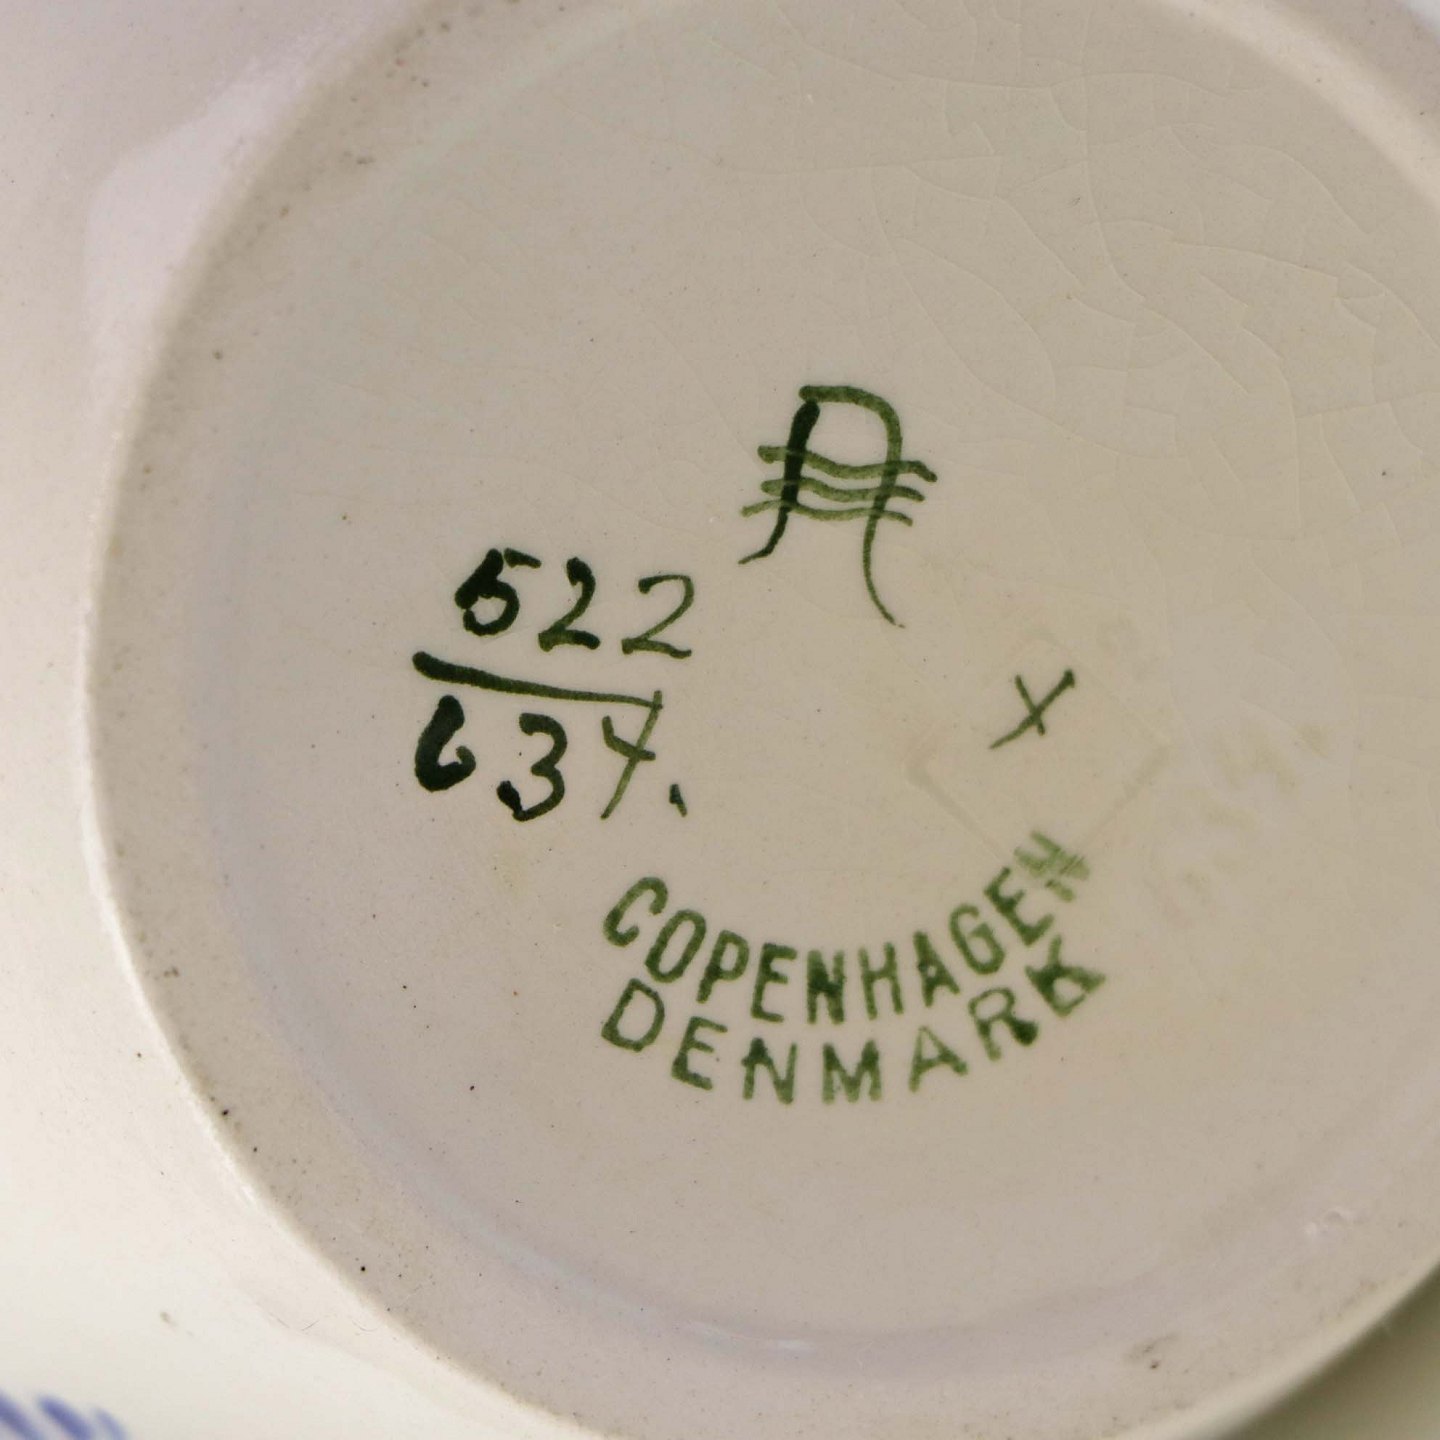 A
522
637.
X
COPENHAGEN
DENMARK